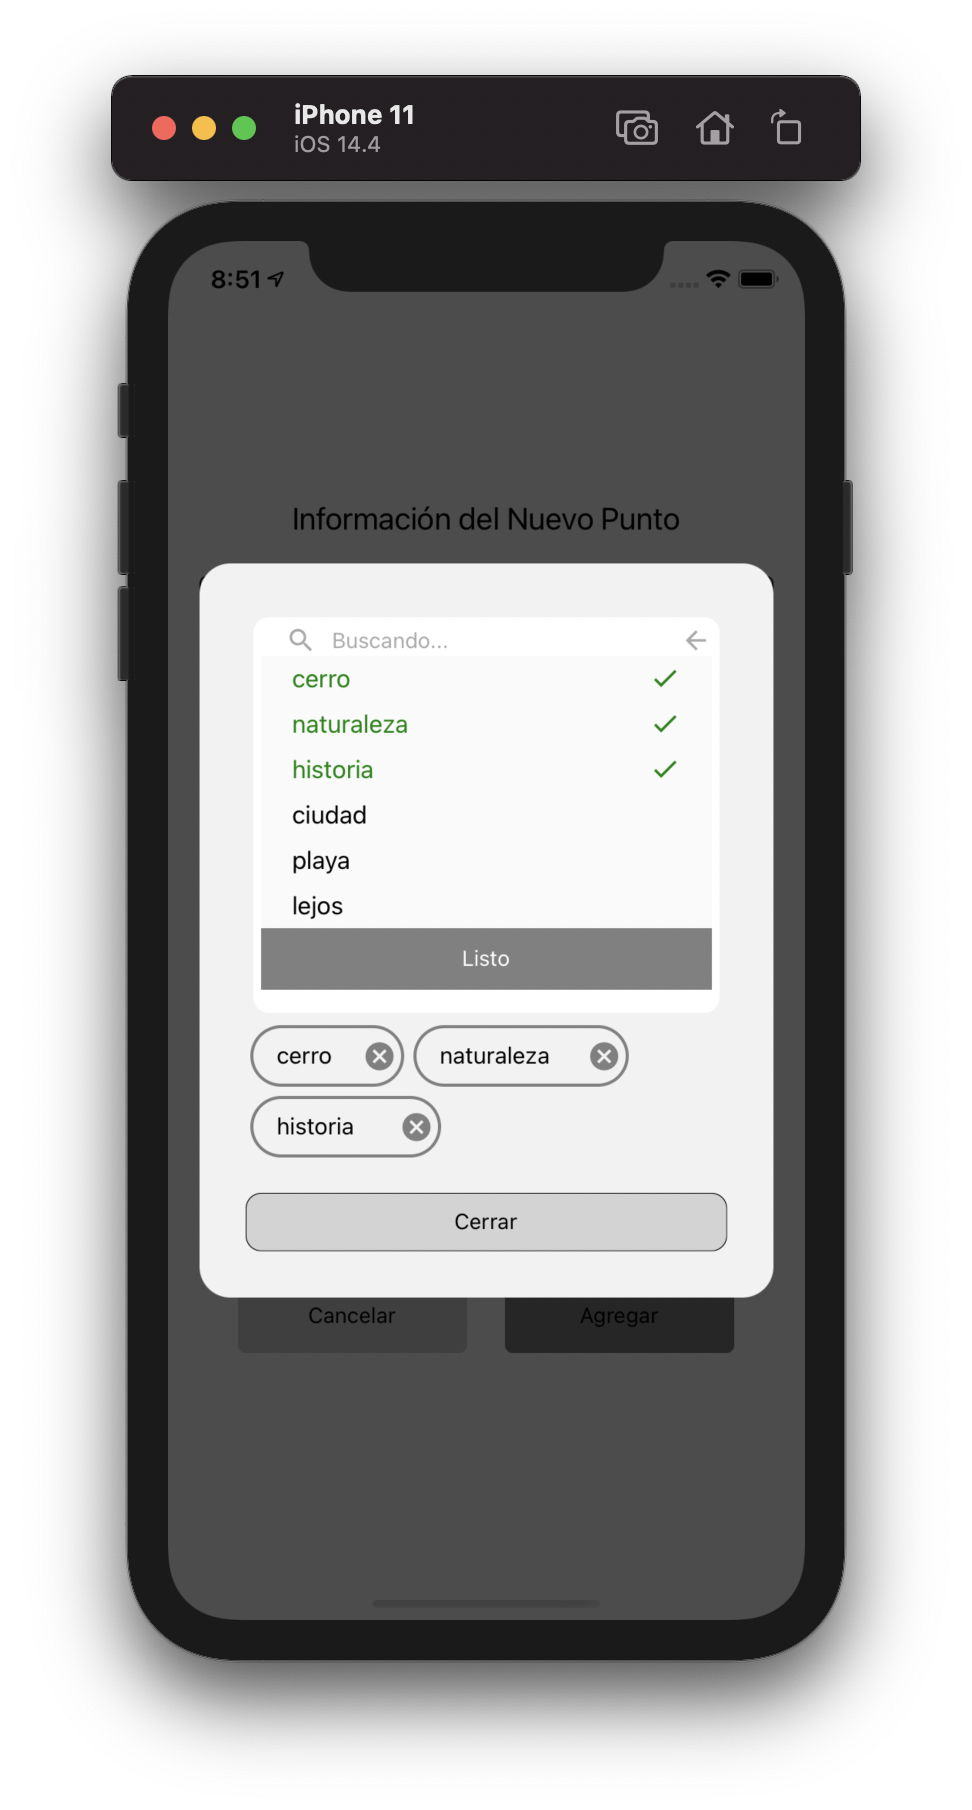 iPhone 11
iOS 14.4
8:51
Información del Nuevo Punto
Buscando...
cerro
naturaleza
historia
ciudad
playa
lejos
Listo
cerro naturaleza
historia
Cerrar
Cancelar Agregar